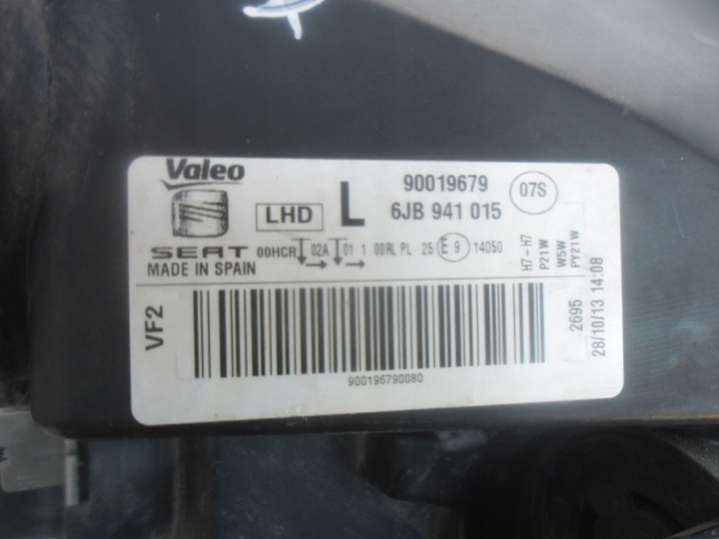 Valeo
SEAT
MADE IN SPAIN
LHD
L
90019679
6JB 941 015
07S
00HCR 02A 01 1 00RL PL 25 E 9 14050
H7-H7
P21W
W5W
PY21W
VF2
900196790080
2695
28/10/13 14:08